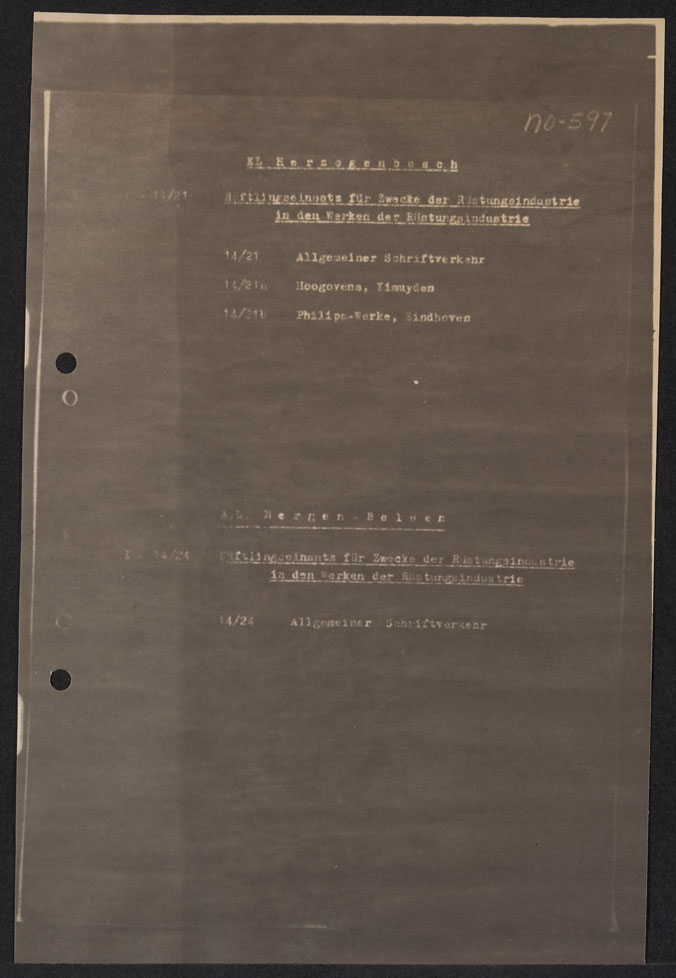 NO-597
KL Herzogenbusch
14/21 Häftlingseinsatz für Zwecke der Rüstungsindustrie
in den Werken der Rüstungsindustrie
14/21 Allgemeiner Schriftverkehr
14/21a Hoogovens, Yimuyden
14/21b Philips-Werke, Eindhoven
A.L. Bergen-Belsen
14/24 Häftlingseinsatz für Zwecke der Rüstungsindustrie
in den Werken der Rüstungsindustrie
14/24 Allgemeiner Schriftverkehr